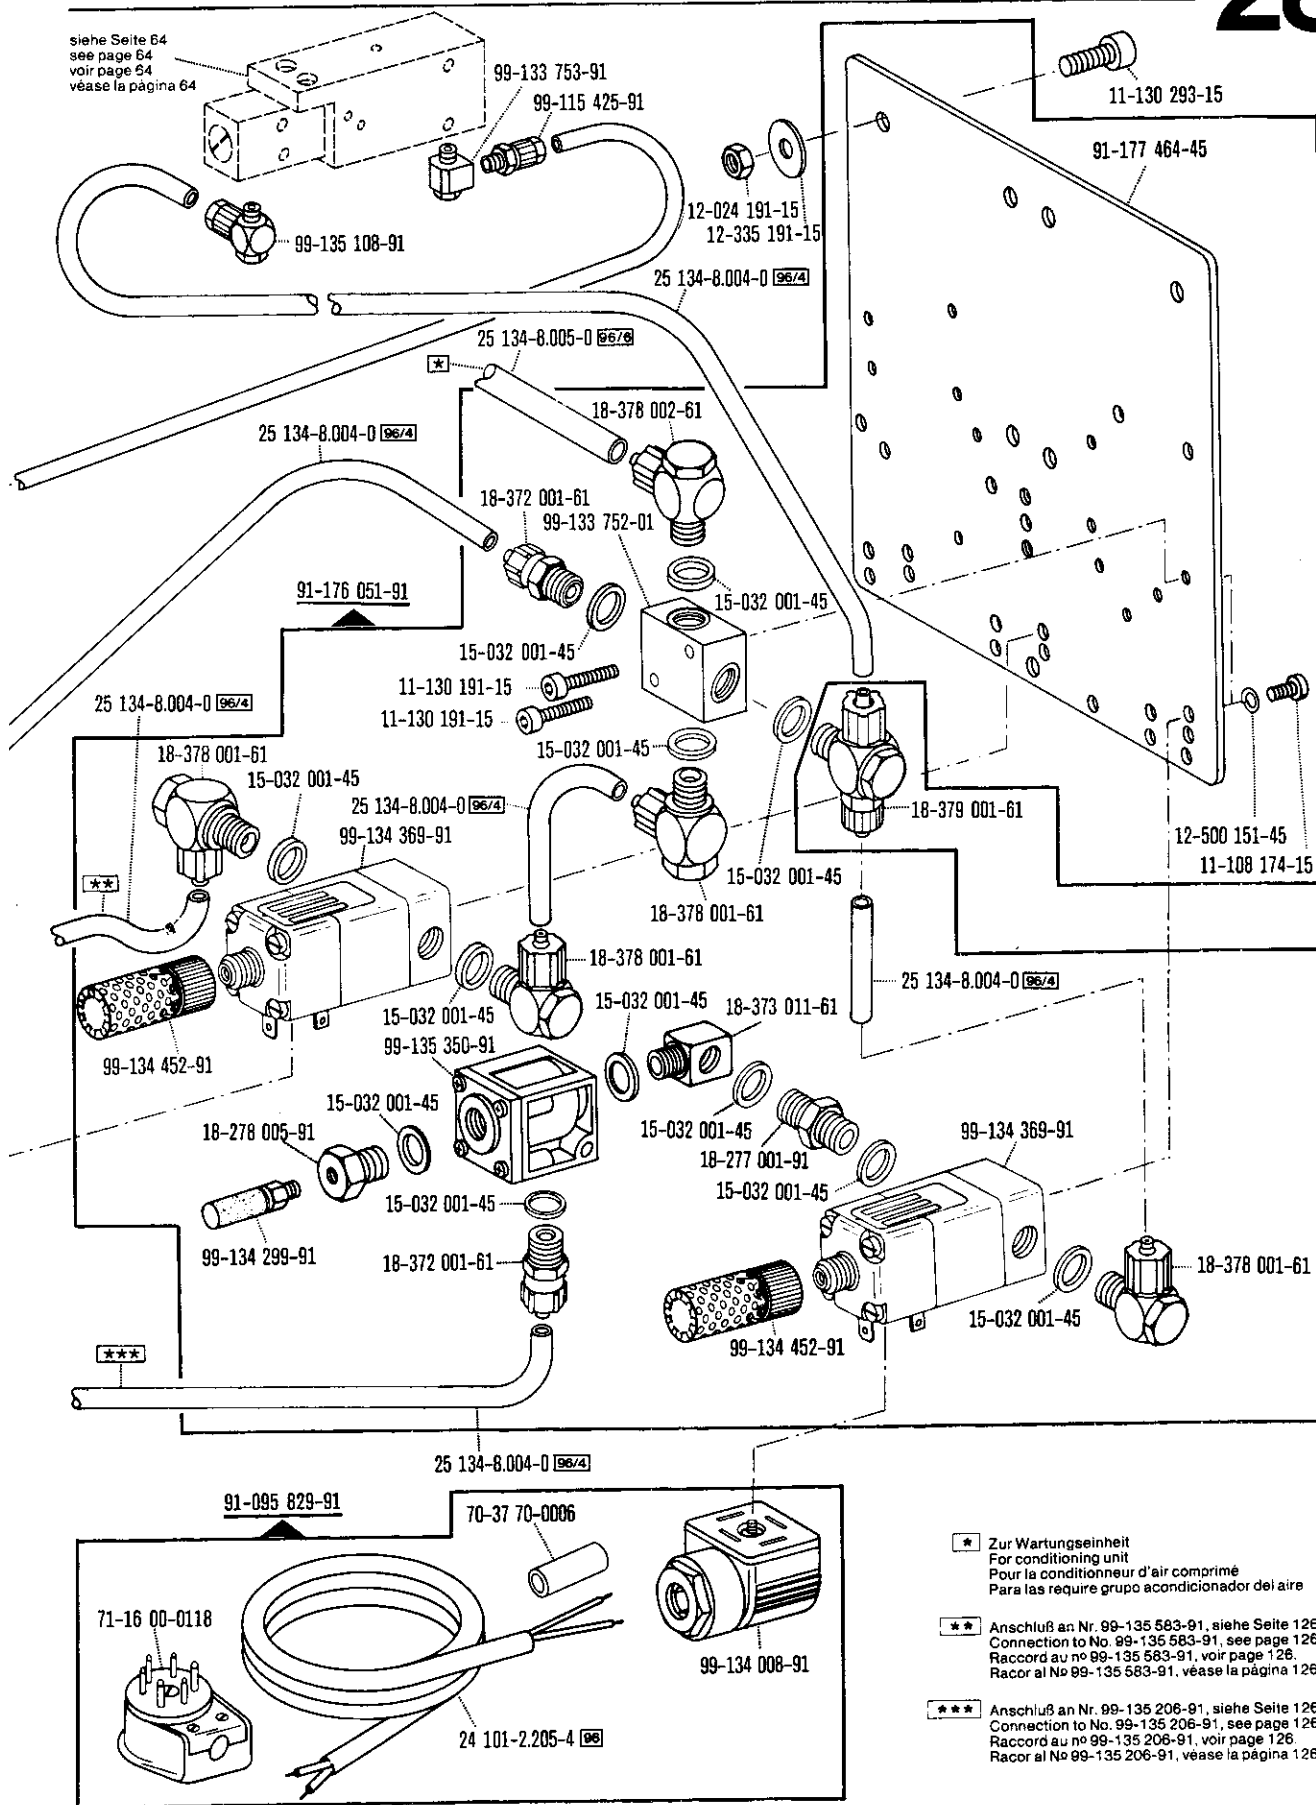 siehe Seite 64
see page 64
voir page 64
véase la página 64
99-133 753-91
99-115 425-91
11-130 293-15
91-177 464-45
12-024 191-15
12-335 191-15
99-135 108-91
25 134-8.004-0 96/4
25 134-8.005-0 96/6
*
18-378 002-61
25 134-8.004-0 96/4
18-372 001-61
99-133 752-01
15-032 001-45
91-176 051-91
15-032 001-45
11-130 191-15
11-130 191-15
25 134-8.004-0 96/4
18-378 001-61
15-032 001-45
15-032 001-45
25 134-8.004-0 96/4
99-134 369-91
18-379 001-61
12-500 151-45
11-108 174-15
15-032 001-45
**
18-378 001-61
18-378 001-61
25 134-8.004-0 96/4
15-032 001-45
18-373 011-61
15-032 001-45
99-135 350-91
99-134 452-91
15-032 001-45
15-032 001-45
18-278 005-91
18-277 001-91
99-134 369-91
15-032 001-45
15-032 001-45
99-134 299-91
18-372 001-61
18-378 001-61
15-032 001-45
99-134 452-91
***
25 134-8.004-0 96/4
91-095 829-91
70-37 70-0006
71-16 00-0118
99-134 008-91
24 101-2.205-4 96
* Zur Wartungseinheit
For conditioning unit
Pour la conditionneur d'air comprimé
Para las require grupo acondicionador del aire
** Anschluß an Nr. 99-135 583-91, siehe Seite 126
Connection to No. 99-135 583-91, see page 126
Raccord au nº 99-135 583-91, voir page 126.
Racor al Nº 99-135 583-91, véase la página 126
*** Anschluß an Nr. 99-135 206-91, siehe Seite 126
Connection to No. 99-135 206-91, see page 126
Raccord au nº 99-135 206-91, voir page 126.
Racor al Nº 99-135 206-91, véase la página 126